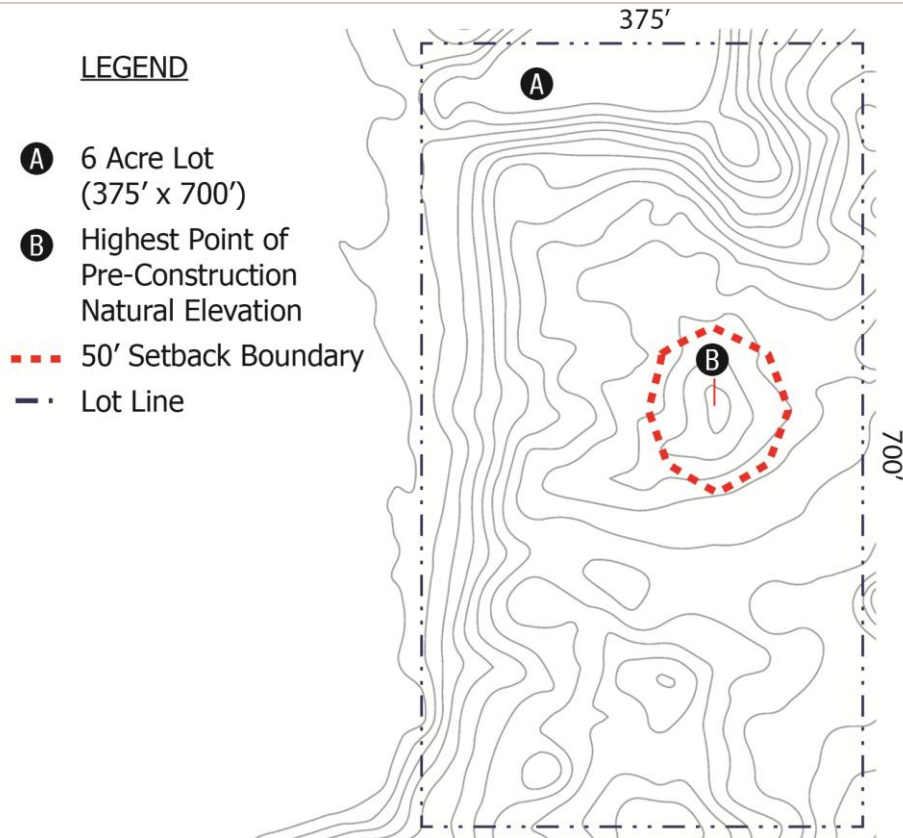 375'
LEGEND
A
A 6 Acre Lot
(375' x 700')
B Highest Point of
Pre-Construction
Natural Elevation
B
50' Setback Boundary
Lot Line
700'